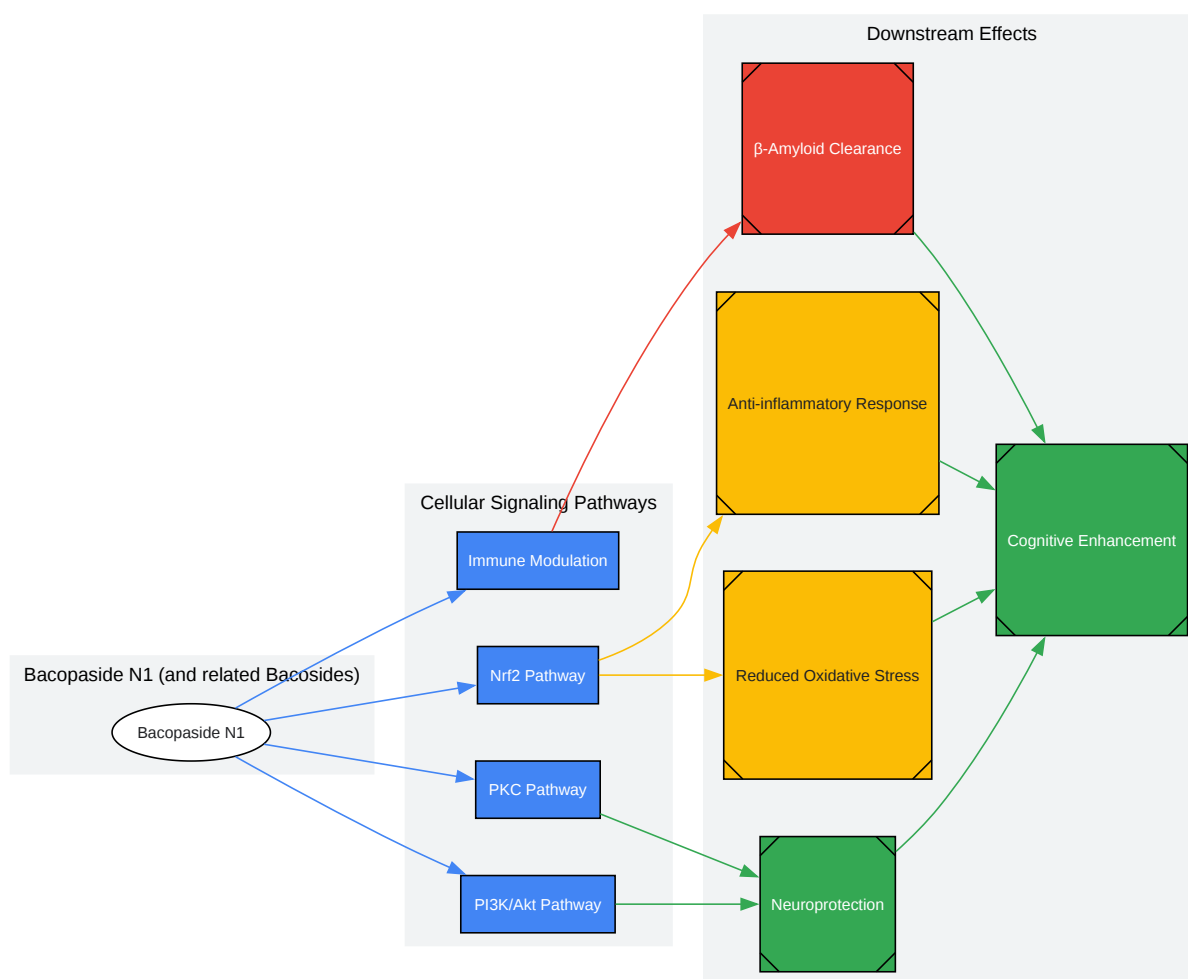 Downstream Effects
β-Amyloid Clearance
Anti-inflammatory Response
Cellular Signaling Pathways
Cognitive Enhancement
Immune Modulation
Bacopaside N1 (and related Bacosides)
Nrf2 Pathway
Reduced Oxidative Stress
Bacopaside N1
PKC Pathway
PI3K/Akt Pathway
Neuroprotection